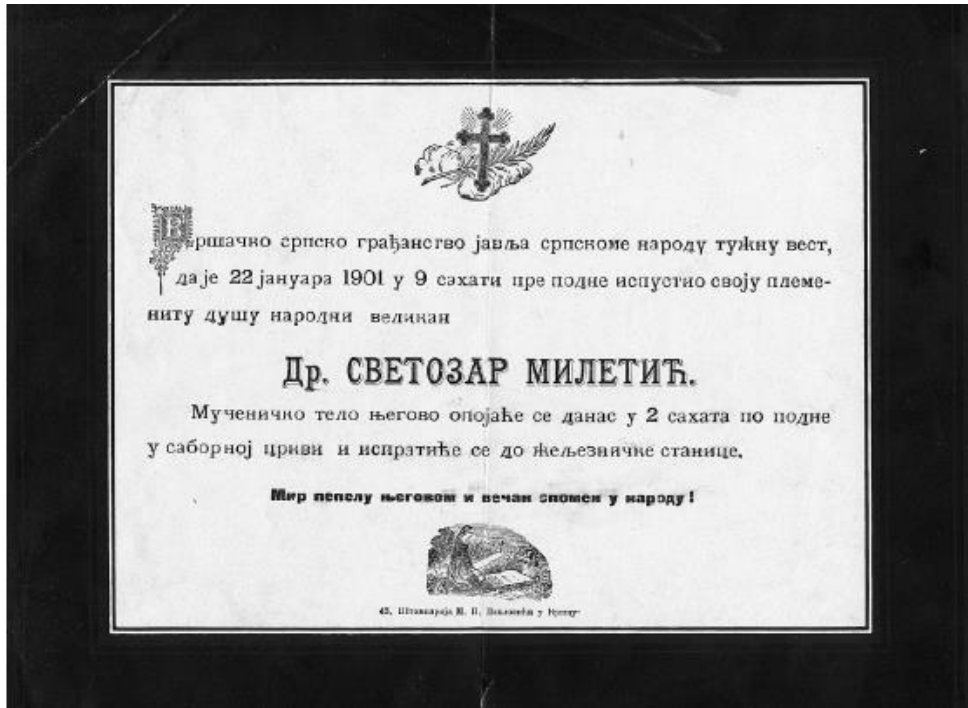 Вршачко српско грађанство јавља српскоме народу тужну вест,
да је 22 јануара 1901 у 9 сахати пре подне испустио своју племе-
ниту душу народни великан
Др. СВЕТОЗАР МИЛЕТИЋ.
Мученичко тело његово опојаће се данас у 2 сахата по подне
у саборној цркви и испратиће се до жељезничке станице.
Мир пепелу његовом и вечан спомен у народу!
Штампарија у Вршцу